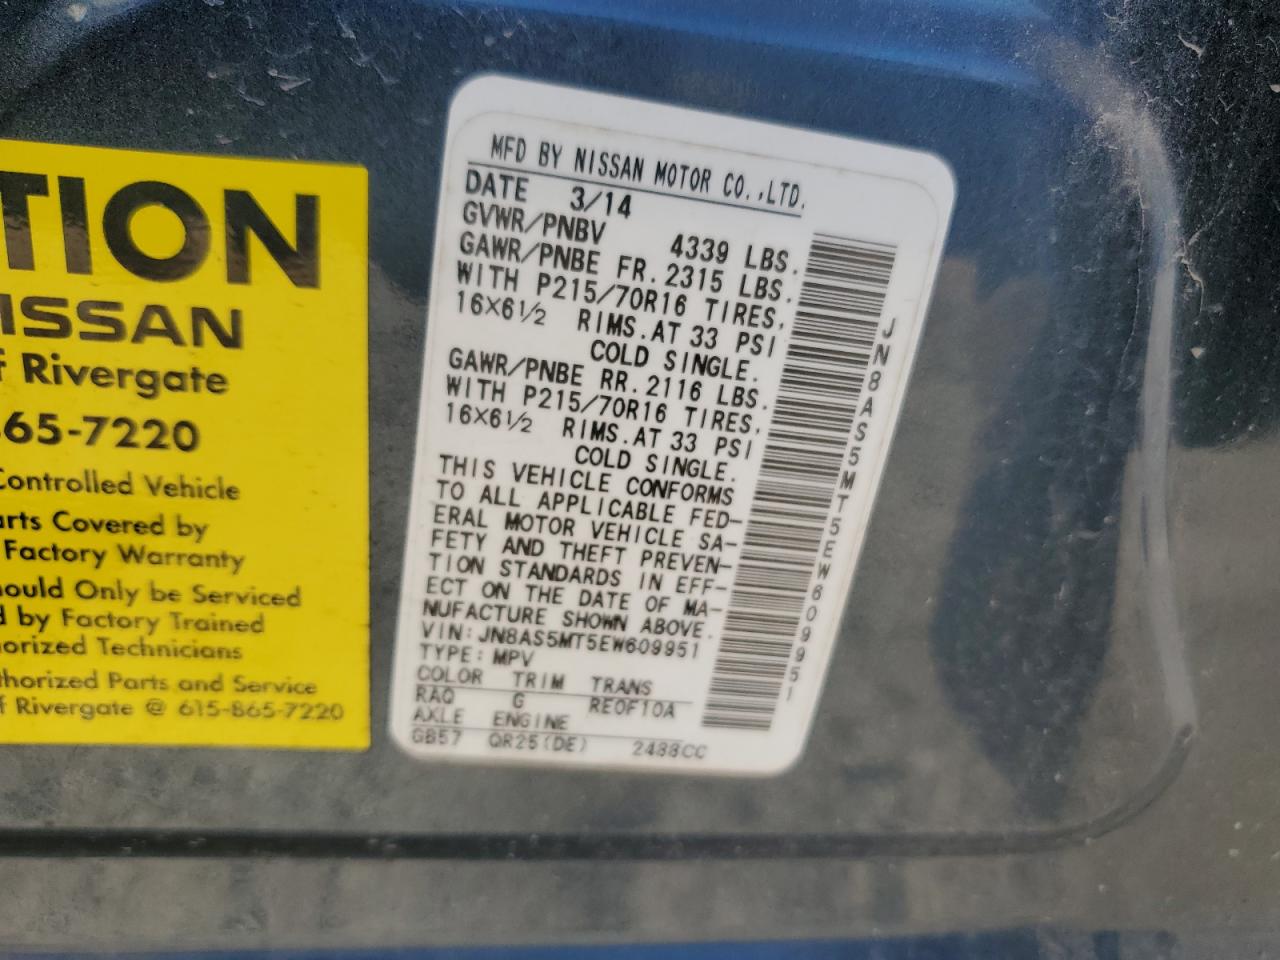 TION
ISSAN
f Rivergate
65-7220
Controlled Vehicle
arts Covered by
Factory Warranty
hould Only be Serviced
d by Factory Trained
horized Technicians
thorized Parts and Service
f Rivergate @ 615-865-7220
MFD BY NISSAN MOTOR CO.,LTD.
DATE 3/14
GVWR/PNBV 4339 LBS.
GAWR/PNBE FR. 2315 LBS.
WITH P215/70R16 TIRES,
16X6½ RIMS.AT 33 PSI
COLD SINGLE.
GAWR/PNBE RR. 2116 LBS.
WITH P215/70R16 TIRES,
16X6½ RIMS.AT 33 PSI
COLD SINGLE.
THIS VEHICLE CONFORMS
TO ALL APPLICABLE FED-
ERAL MOTOR VEHICLE SA-
FETY AND THEFT PREVEN-
TION STANDARDS IN EFF-
ECT ON THE DATE OF MA-
NUFACTURE SHOWN ABOVE.
VIN: JN8AS5MT5EW609951
TYPE: MPV
COLOR TRIM TRANS
RAQ G RE0F10A
AXLE ENGINE
GB57 QR25(DE) 2488CC
JN8AS5MT5EW609951